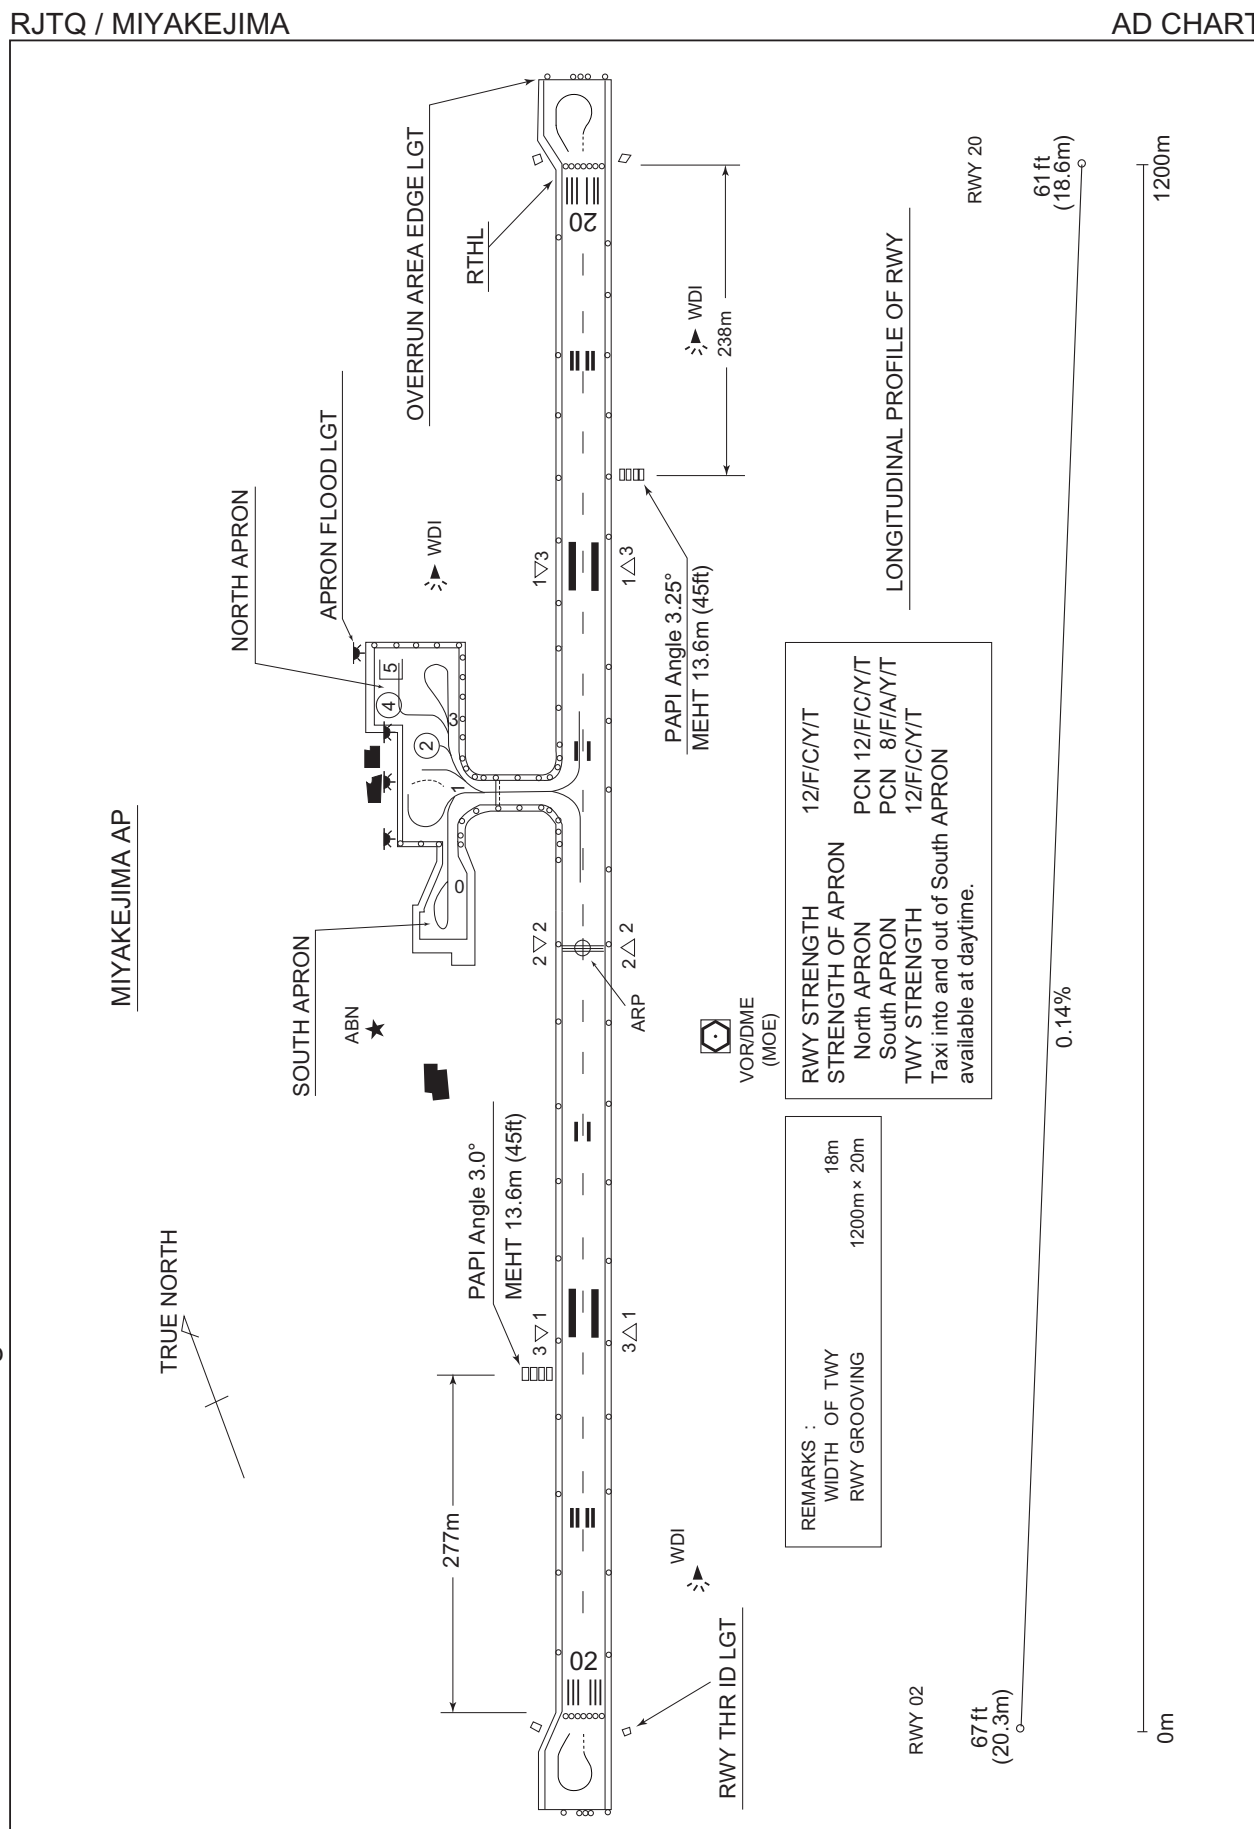 RJTQ / MIYAKEJIMA
AD CHART
MIYAKEJIMA AP
TRUE NORTH
NORTH APRON
APRON FLOOD LGT
OVERRUN AREA EDGE LGT
RTHL
SOUTH APRON
ABN
WDI
5
4
2
3
1
0
20
1 3
1 3
2 2
2 2
3 1
3 1
ARP
WDI
238m
PAPI Angle 3.25°
MEHT 13.6m (45ft)
PAPI Angle 3.0°
MEHT 13.6m (45ft)
277m
02
WDI
RWY THR ID LGT
VOR/DME
(MOE)
REMARKS :
WIDTH OF TWY 18m
RWY GROOVING 1200m × 20m
RWY STRENGTH 12/F/C/Y/T
STRENGTH OF APRON
North APRON PCN 12/F/C/Y/T
South APRON PCN 8/F/A/Y/T
TWY STRENGTH 12/F/C/Y/T
Taxi into and out of South APRON
available at daytime.
LONGITUDINAL PROFILE OF RWY
RWY 02
67ft
(20.3m)
0.14%
RWY 20
61ft
(18.6m)
0m
1200m